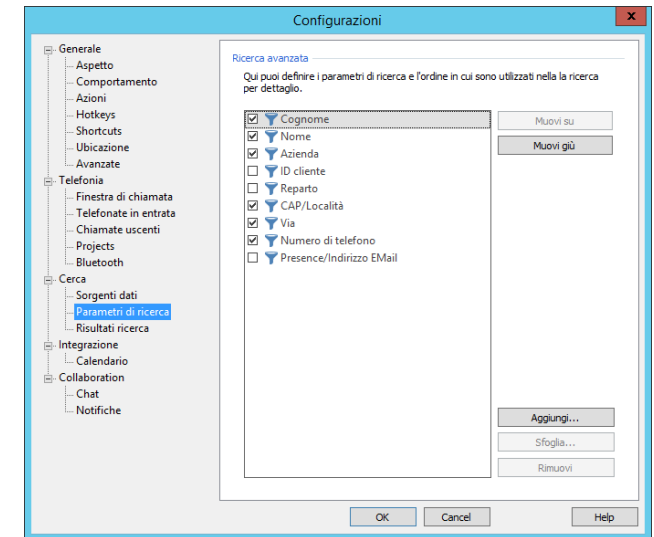 Configurazioni
x
Generale
Aspetto
Comportamento
Azioni
Hotkeys
Shortcuts
Ubicazione
Avanzate
Telefonia
Finestra di chiamata
Telefonate in entrata
Chiamate uscenti
Projects
Bluetooth
Cerca
Sorgenti dati
Parametri di ricerca
Risultati ricerca
Integrazione
Calendario
Collaboration
Chat
Notifiche
Ricerca avanzata
Qui puoi definire i parametri di ricerca e l'ordine in cui sono utilizzati nella la ricerca
per dettaglio.
Cognome
Nome
Azienda
ID cliente
Reparto
CAP/Località
Via
Numero di telefono
Presence/Indirizzo EMail
Muovi su
Muovi giù
Aggiungi...
Sfoglia...
Rimuovi
OK
Cancel
Help